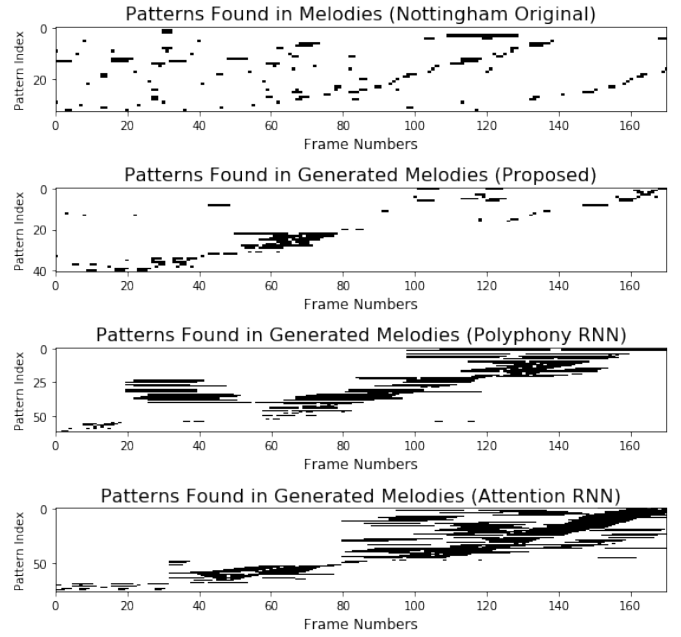 Patterns Found in Melodies (Nottingham Original)
Pattern Index
0
20
0 20 40 60 80 100 120 140 160
Frame Numbers
Patterns Found in Generated Melodies (Proposed)
Pattern Index
0
20
40
0 20 40 60 80 100 120 140 160
Frame Numbers
Patterns Found in Generated Melodies (Polyphony RNN)
Pattern Index
0
25
50
0 20 40 60 80 100 120 140 160
Frame Numbers
Patterns Found in Generated Melodies (Attention RNN)
Pattern Index
0
50
0 20 40 60 80 100 120 140 160
Frame Numbers